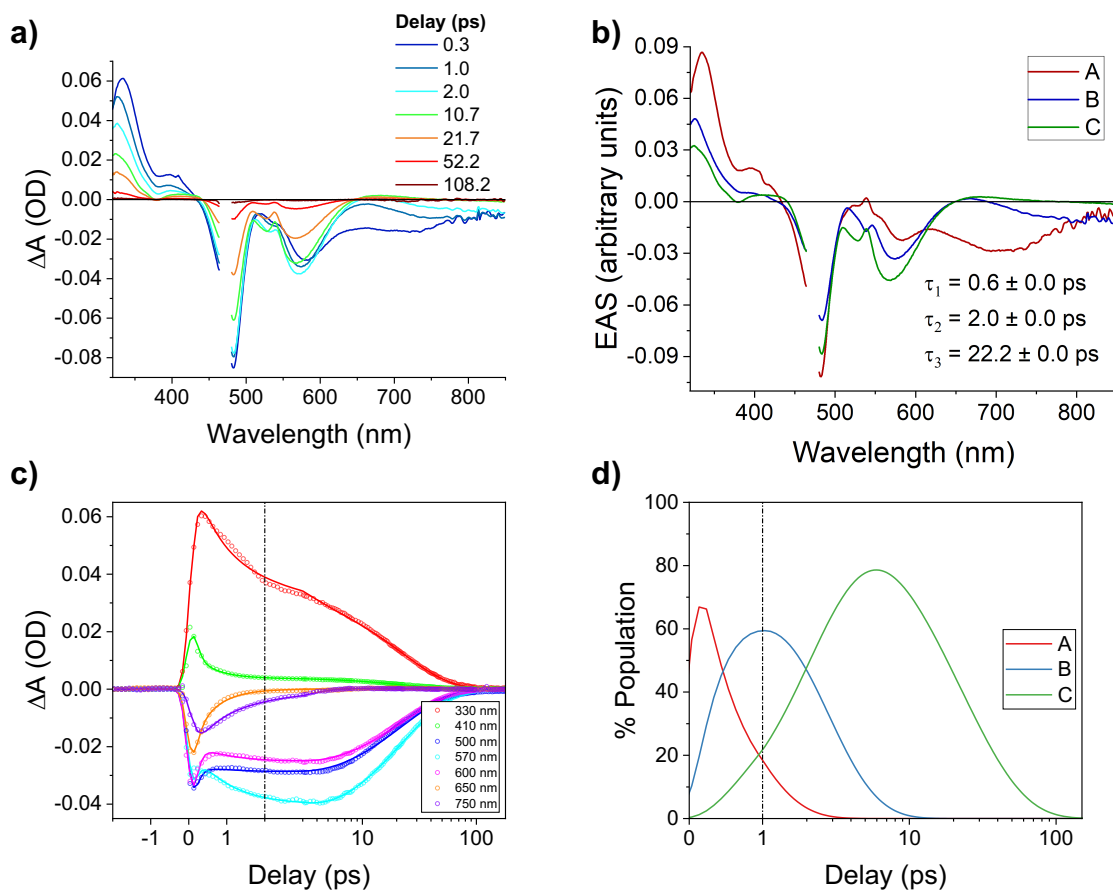 a)
Delay (ps)
0.3
1.0
2.0
10.7
21.7
52.2
108.2
0.06
0.04
0.02
0.00
-0.02
-0.04
-0.06
-0.08
ΔA (OD)
400 500 600 700 800
Wavelength (nm)
b)
A
B
C
0.09
0.06
0.03
0.00
-0.03
-0.06
-0.09
EAS (arbitrary units)
τ1 = 0.6 ± 0.0 ps
τ2 = 2.0 ± 0.0 ps
τ3 = 22.2 ± 0.0 ps
400 500 600 700 800
Wavelength (nm)
c)
0.06
0.04
0.02
0.00
-0.02
-0.04
ΔA (OD)
330 nm
410 nm
500 nm
570 nm
600 nm
650 nm
750 nm
-1 0 1 10 100
Delay (ps)
d)
100
80
60
40
20
0
% Population
A
B
C
0 1 10 100
Delay (ps)